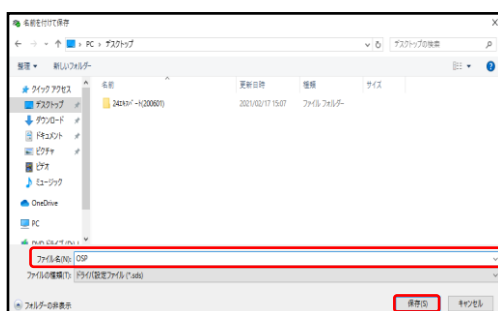 名前を付けて保存
PC > デスクトップ
デスクトップの検索
整理 新しいフォルダー
名前 更新日時 種類 サイズ
クイック アクセス
デスクトップ
ダウンロード
ドキュメント
ピクチャ
ビデオ
ミュージック
OneDrive
PC
2021/02/17 15:07 ファイル フォルダー
ファイル名(N): OSP
ファイルの種類(T): ドライバ設定ファイル (*.sds)
フォルダーの非表示
保存(S) キャンセル